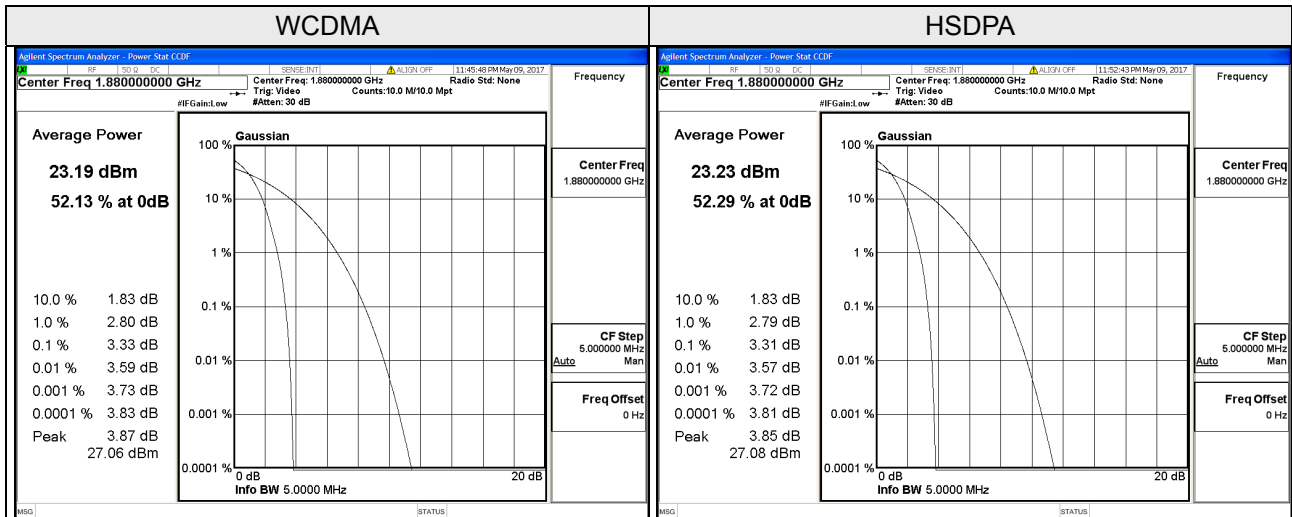 WCDMA
Agilent Spectrum Analyzer - Power Stat CCDF
RF 50 Ω DC SENSE:INT ALIGN OFF 11:45:48 PM May 09, 2017
Center Freq 1.880000000 GHz
Center Freq: 1.880000000 GHz Radio Std: None
Trig: Video Counts:10.0 M/10.0 Mpt
#IFGain:Low #Atten: 30 dB
Average Power
23.19 dBm
52.13 % at 0dB
10.0 % 1.83 dB
1.0 % 2.80 dB
0.1 % 3.33 dB
0.01 % 3.59 dB
0.001 % 3.73 dB
0.0001 % 3.83 dB
Peak 3.87 dB
27.06 dBm
Gaussian
100 %
10 %
1 %
0.1 %
0.01 %
0.001 %
0.0001 %
0 dB 20 dB
Info BW 5.0000 MHz
Frequency
Center Freq
1.880000000 GHz
CF Step
5.000000 MHz
Auto Man
Freq Offset
0 Hz
MSG STATUS
HSDPA
Agilent Spectrum Analyzer - Power Stat CCDF
RF 50 Ω DC SENSE:INT ALIGN OFF 11:52:43 PM May 09, 2017
Center Freq 1.880000000 GHz
Center Freq: 1.880000000 GHz Radio Std: None
Trig: Video Counts:10.0 M/10.0 Mpt
#IFGain:Low #Atten: 30 dB
Average Power
23.23 dBm
52.29 % at 0dB
10.0 % 1.83 dB
1.0 % 2.79 dB
0.1 % 3.31 dB
0.01 % 3.57 dB
0.001 % 3.72 dB
0.0001 % 3.81 dB
Peak 3.85 dB
27.08 dBm
Gaussian
100 %
10 %
1 %
0.1 %
0.01 %
0.001 %
0.0001 %
0 dB 20 dB
Info BW 5.0000 MHz
Frequency
Center Freq
1.880000000 GHz
CF Step
5.000000 MHz
Auto Man
Freq Offset
0 Hz
MSG STATUS